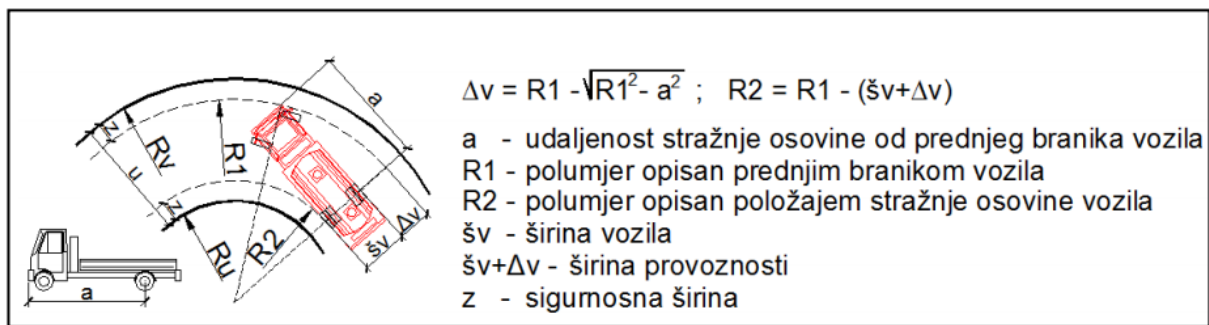 Δv = R1 -√R1²- a² ; R2 = R1 - (šv+Δv)
a - udaljenost stražnje osovine od prednjeg branika vozila
R1 - polumjer opisan prednjim branikom vozila
R2 - polumjer opisan položajem stražnje osovine vozila
šv - širina vozila
šv+Δv - širina provoznosti
z - sigurnosna širina
z
Rv
R1
a
u
z
Ru
R2
šv
Δv
a